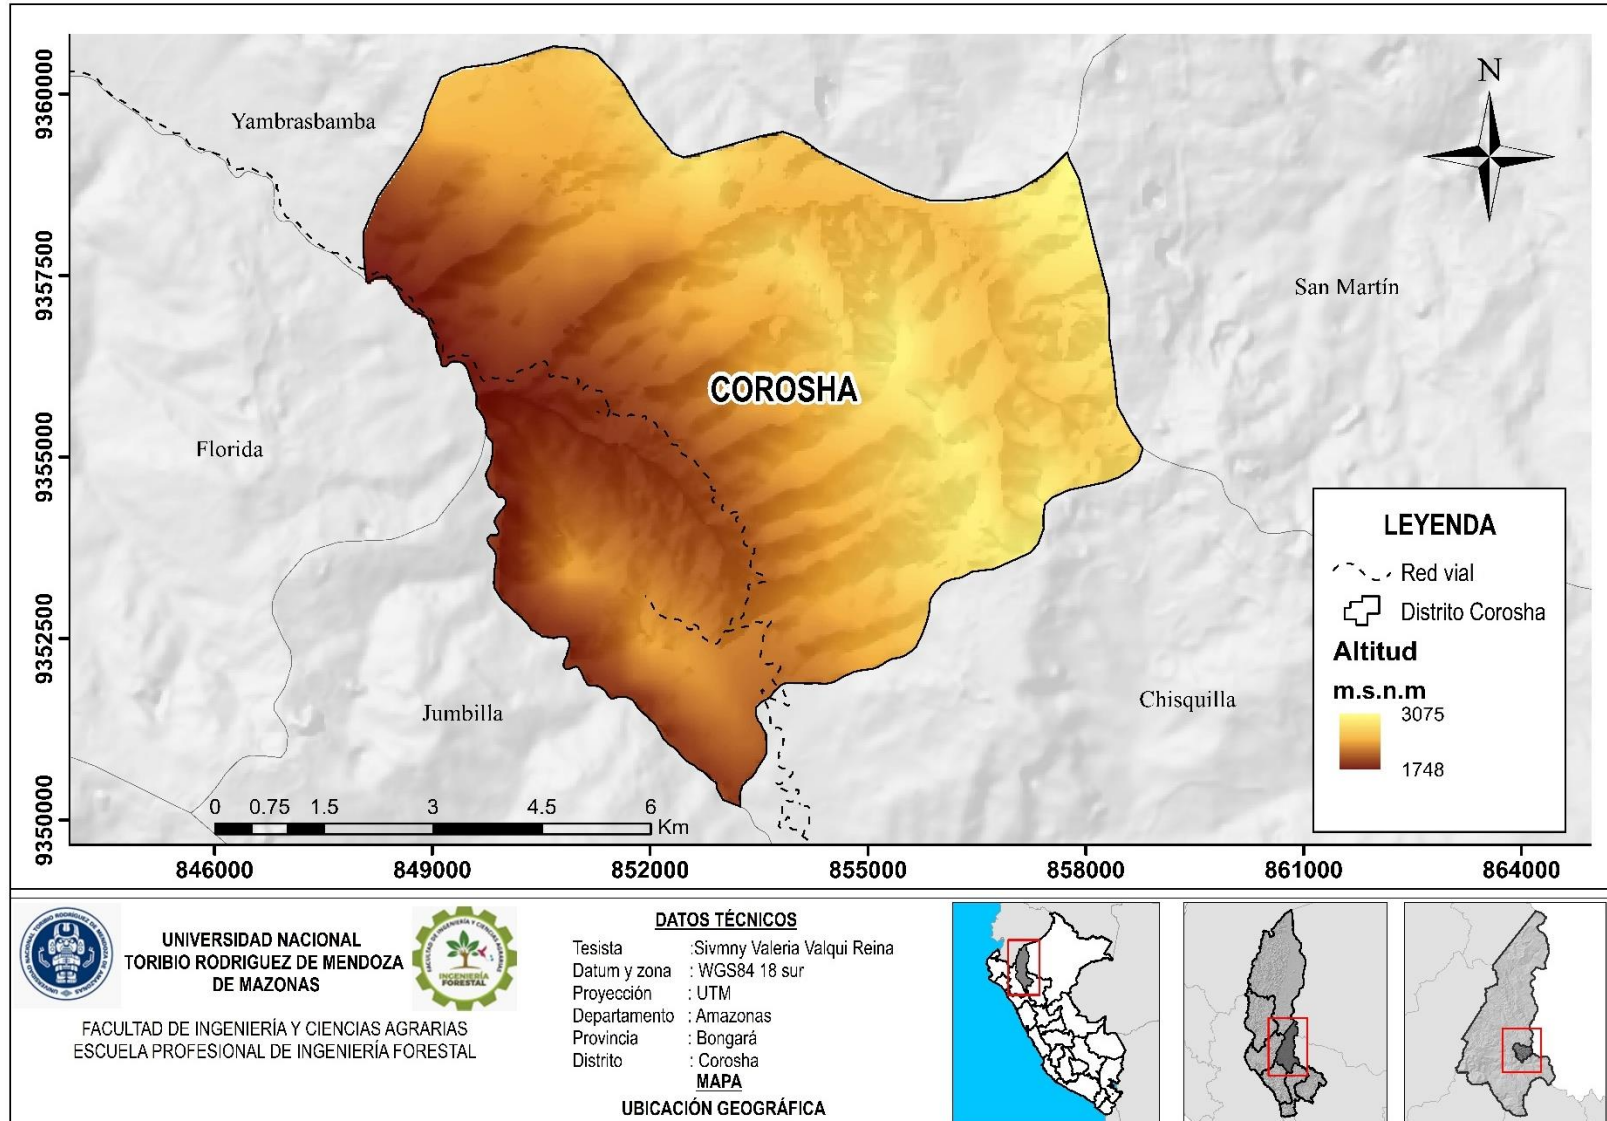 9360000
9357500
9355000
9352500
9350000
Yambrasbamba
N
San Martín
COROSHA
Florida
Jumbilla
Chisquilla
LEYENDA
Red vial
Distrito Corosha
Altitud
m.s.n.m
3075
1748
0 0.75 1.5 3 4.5 6
Km
846000 849000 852000 855000 858000 861000 864000
UNIVERSIDAD NACIONAL
TORIBIO RODRIGUEZ DE MENDOZA
DE MAZONAS
INGENIERÍA
FORESTAL
FACULTAD DE INGENIERÍA Y CIENCIAS AGRARIAS
ESCUELA PROFESIONAL DE INGENIERÍA FORESTAL
DATOS TÉCNICOS
Tesista :Sivmny Valeria Valqui Reina
Datum y zona : WGS84 18 sur
Proyección : UTM
Departamento : Amazonas
Provincia : Bongará
Distrito : Corosha
MAPA
UBICACIÓN GEOGRÁFICA